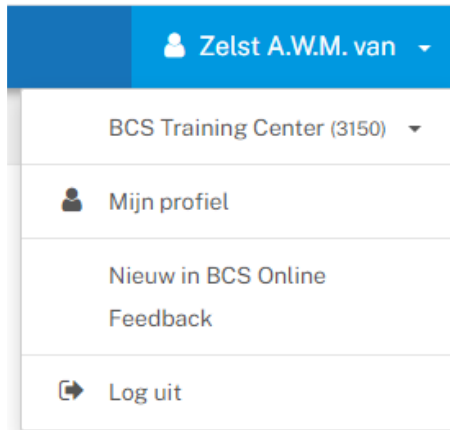 Zelst A.W.M. van
BCS Training Center (3150)
Mijn profiel
Nieuw in BCS Online
Feedback
Log uit